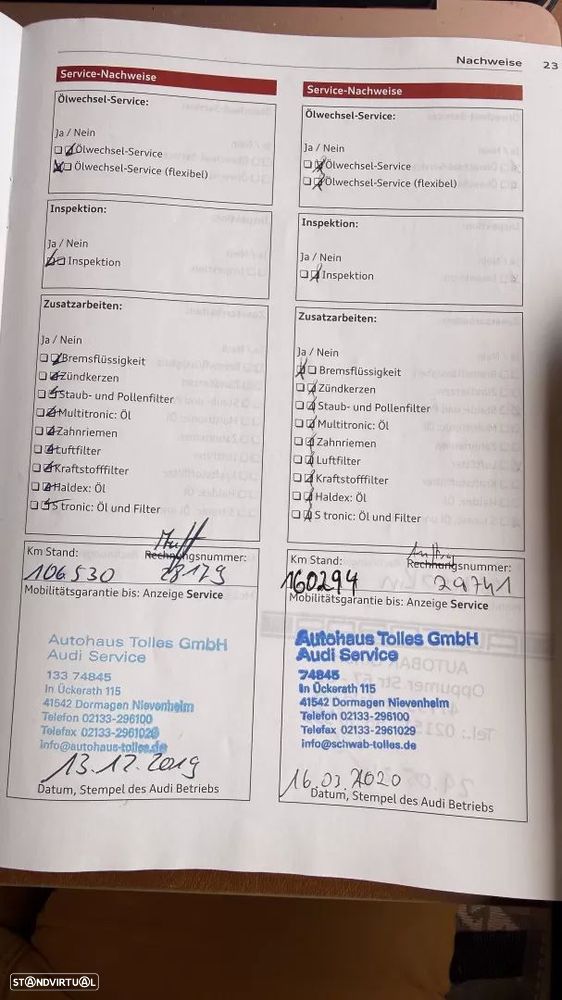 Nachweise 23
Service-Nachweise
Ölwechsel-Service:
Ja / Nein
Ölwechsel-Service
Ölwechsel-Service (flexibel)
Inspektion:
Ja / Nein
Inspektion
Zusatzarbeiten:
Ja / Nein
Bremsflüssigkeit
Zündkerzen
Staub- und Pollenfilter
Multitronic: Öl
Zahnriemen
Luftfilter
Kraftstofffilter
Haldex: Öl
S tronic: Öl und Filter
Km Stand: Rechnungsnummer:
106530 28179
Mobilitätsgarantie bis: Anzeige Service
Autohaus Tolles GmbH
Audi Service
133 74845
In Ückerath 115
41542 Dormagen Nievenheim
Telefon 02133-296100
Telefax 02133-2961029
info@autohaus-tolles.de
13.12.2019
Datum, Stempel des Audi Betriebs
Service-Nachweise
Ölwechsel-Service:
Ja / Nein
Ölwechsel-Service
Ölwechsel-Service (flexibel)
Inspektion:
Ja / Nein
Inspektion
Zusatzarbeiten:
Ja / Nein
Bremsflüssigkeit
Zündkerzen
Staub- und Pollenfilter
Multitronic: Öl
Zahnriemen
Luftfilter
Kraftstofffilter
Haldex: Öl
S tronic: Öl und Filter
Km Stand: Rechnungsnummer:
160294 29741
Mobilitätsgarantie bis: Anzeige Service
Autohaus Tolles GmbH
Audi Service
74845
In Ückerath 115
41542 Dormagen Nievenheim
Telefon 02133-296100
Telefax 02133-2961029
info@schwab-tolles.de
16.03.2020
Datum, Stempel des Audi Betriebs
STANDVIRTUAL